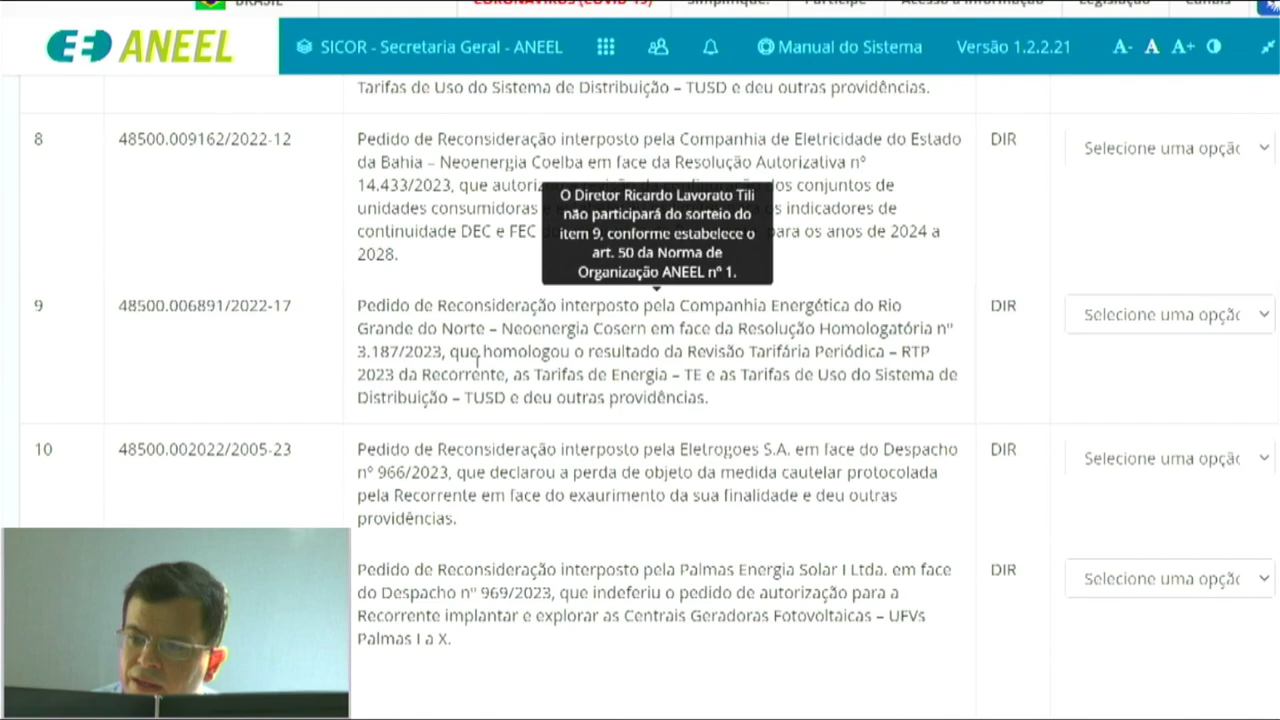 BRASIL
CORONAVÍRUS (COVID-19)
Simplifique!
Participe
Acesso à informação
Legislação
Canais
ANEEL
SICOR - Secretaria Geral - ANEEL
Manual do Sistema
Versão 1.2.2.21
A-
A
A+
Tarifas de Uso do Sistema de Distribuição – TUSD e deu outras providências.
8
48500.009162/2022-12
Pedido de Reconsideração interposto pela Companhia de Eletricidade do Estado
da Bahia – Neoenergia Coelba em face da Resolução Autorizativa nº
14.433/2023, que dos conjuntos de
unidades consumidoras os indicadores de
continuidade DEC e FEC para os anos de 2024 a
2028.
DIR
Selecione uma opçã
O Diretor Ricardo Lavorato Tili
não participará do sorteio do
item 9, conforme estabelece o
art. 50 da Norma de
Organização ANEEL nº 1.
9
48500.006891/2022-17
Pedido de Reconsideração interposto pela Companhia Energética do Rio
Grande do Norte – Neoenergia Cosern em face da Resolução Homologatória nº
3.187/2023, que homologou o resultado da Revisão Tarifária Periódica – RTP
2023 da Recorrente, as Tarifas de Energia – TE e as Tarifas de Uso do Sistema de
Distribuição – TUSD e deu outras providências.
DIR
Selecione uma opçã
10
48500.002022/2005-23
Pedido de Reconsideração interposto pela Eletrogoes S.A. em face do Despacho
nº 966/2023, que declarou a perda de objeto da medida cautelar protocolada
pela Recorrente em face do exaurimento da sua finalidade e deu outras
providências.
DIR
Selecione uma opçã
Pedido de Reconsideração interposto pela Palmas Energia Solar I Ltda. em face
do Despacho nº 969/2023, que indeferiu o pedido de autorização para a
Recorrente implantar e explorar as Centrais Geradoras Fotovoltaicas – UFVs
Palmas I a X.
DIR
Selecione uma opçã